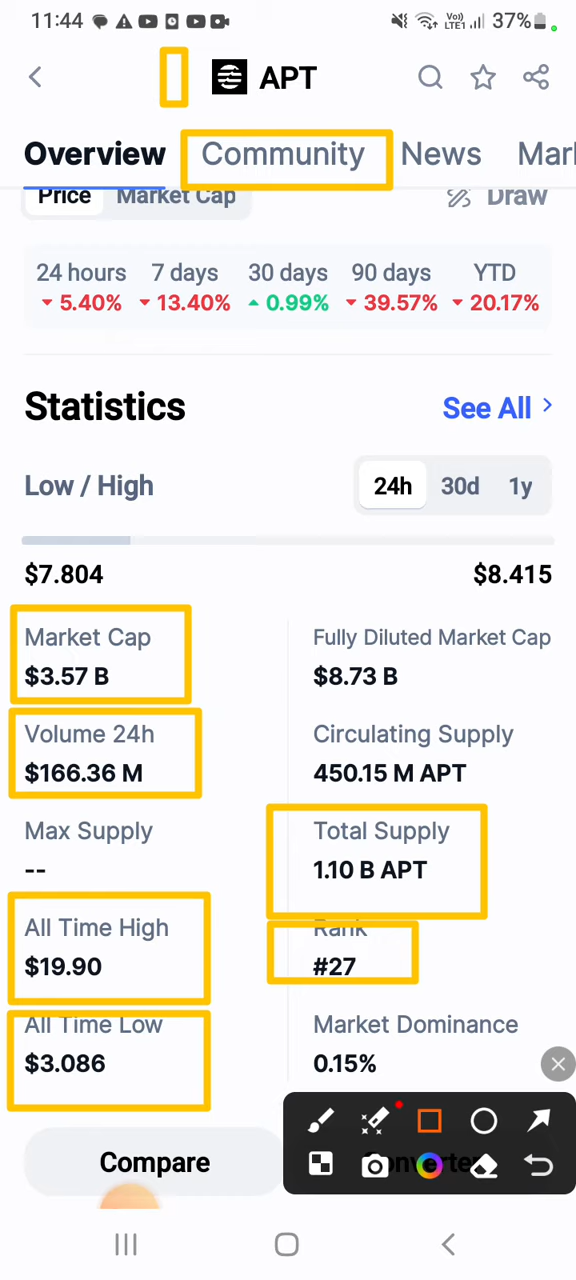 11:44
Vo))
LTE1
37%
APT
Overview Community News Mar
Price Market Cap Draw
24 hours 7 days 30 days 90 days YTD
5.40% 13.40% 0.99% 39.57% 20.17%
Statistics See All
Low / High 24h 30d 1y
$7.804 $8.415
Market Cap Fully Diluted Market Cap
$3.57 B $8.73 B
Volume 24h Circulating Supply
$166.36 M 450.15 M APT
Max Supply Total Supply
-- 1.10 B APT
All Time High Rank
$19.90 #27
All Time Low Market Dominance
$3.086 0.15%
Compare Converter